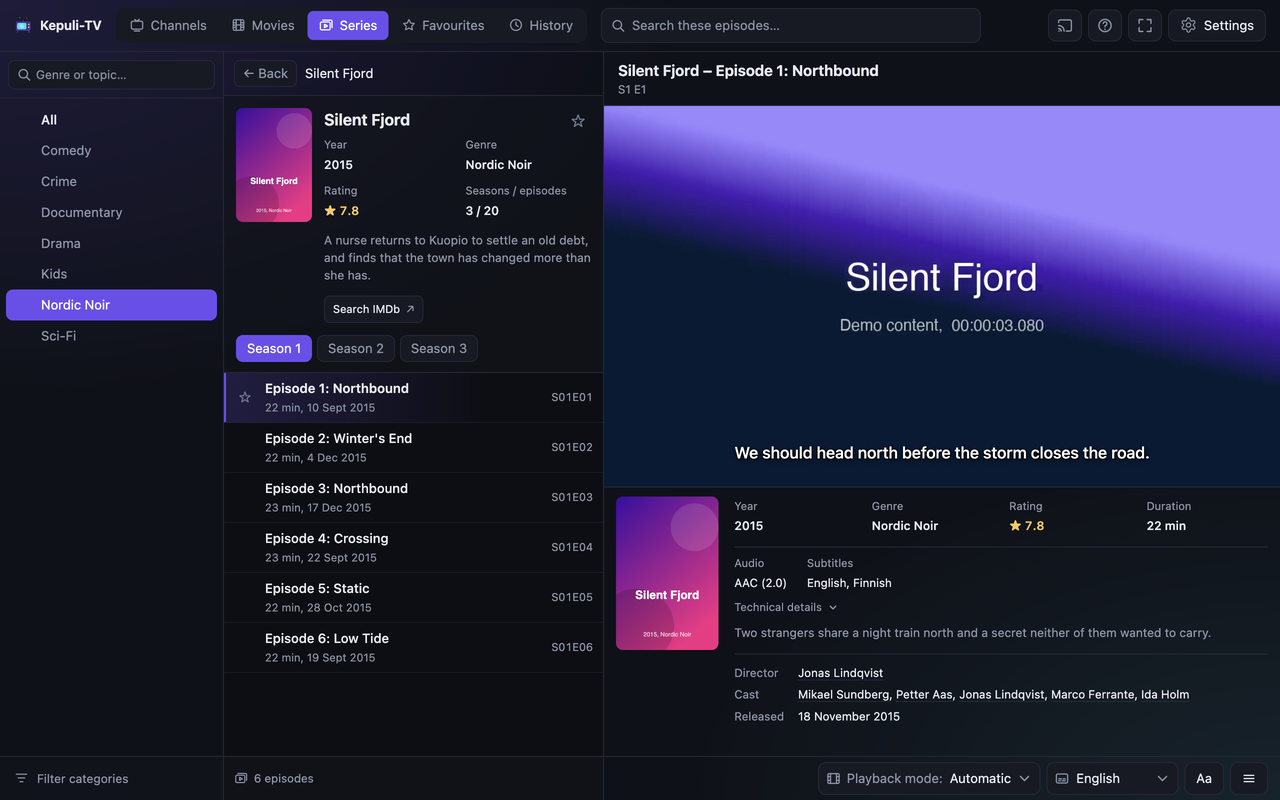 Kepuli-TV
Channels
Movies
Series
Favourites
History
Search these episodes...
Settings
Genre or topic...
All
Comedy
Crime
Documentary
Drama
Kids
Nordic Noir
Sci-Fi
Filter categories
← Back
Silent Fjord
Silent Fjord
2015, Nordic Noir
Silent Fjord
Year
Genre
2015
Nordic Noir
Rating
Seasons / episodes
★ 7.8
3 / 20
A nurse returns to Kuopio to settle an old debt,
and finds that the town has changed more than
she has.
Search IMDb ↗
Season 1
Season 2
Season 3
Episode 1: Northbound
22 min, 10 Sept 2015
S01E01
Episode 2: Winter's End
22 min, 4 Dec 2015
S01E02
Episode 3: Northbound
23 min, 17 Dec 2015
S01E03
Episode 4: Crossing
23 min, 22 Sept 2015
S01E04
Episode 5: Static
22 min, 28 Oct 2015
S01E05
Episode 6: Low Tide
22 min, 19 Sept 2015
S01E06
6 episodes
Silent Fjord – Episode 1: Northbound
S1 E1
Silent Fjord
Demo content, 00:00:03.080
We should head north before the storm closes the road.
Silent Fjord
2015, Nordic Noir
Year
Genre
Rating
Duration
2015
Nordic Noir
★ 7.8
22 min
Audio
Subtitles
AAC (2.0)
English, Finnish
Technical details
Two strangers share a night train north and a secret neither of them wanted to carry.
Director Jonas Lindqvist
Cast Mikael Sundberg, Petter Aas, Jonas Lindqvist, Marco Ferrante, Ida Holm
Released 18 November 2015
Playback mode: Automatic
English
Aa